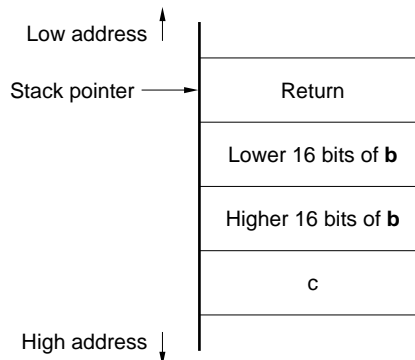 Low address
Stack pointer
Return
Lower 16 bits of b
Higher 16 bits of b
c
High address